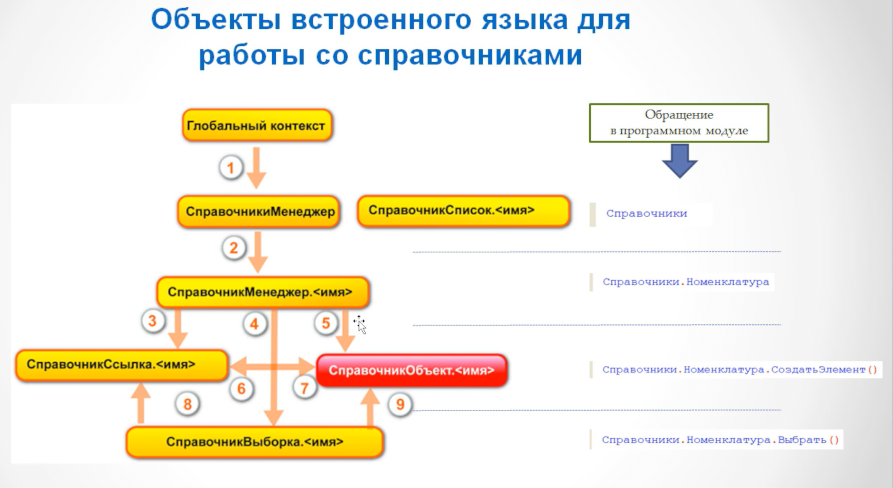 Объекты встроенного языка для
работы со справочниками
Глобальный контекст
Обращение
в программном модуле
1
СправочникиМенеджер
СправочникСписок.<имя>
Справочники
2
СправочникМенеджер.<имя>
Справочники.Номенклатура
3
4
5
СправочникСсылка.<имя>
СправочникОбъект.<имя>
Справочники.Номенклатура.СоздатьЭлемент()
6
7
8
9
СправочникВыборка.<имя>
Справочники.Номенклатура.Выбрать()